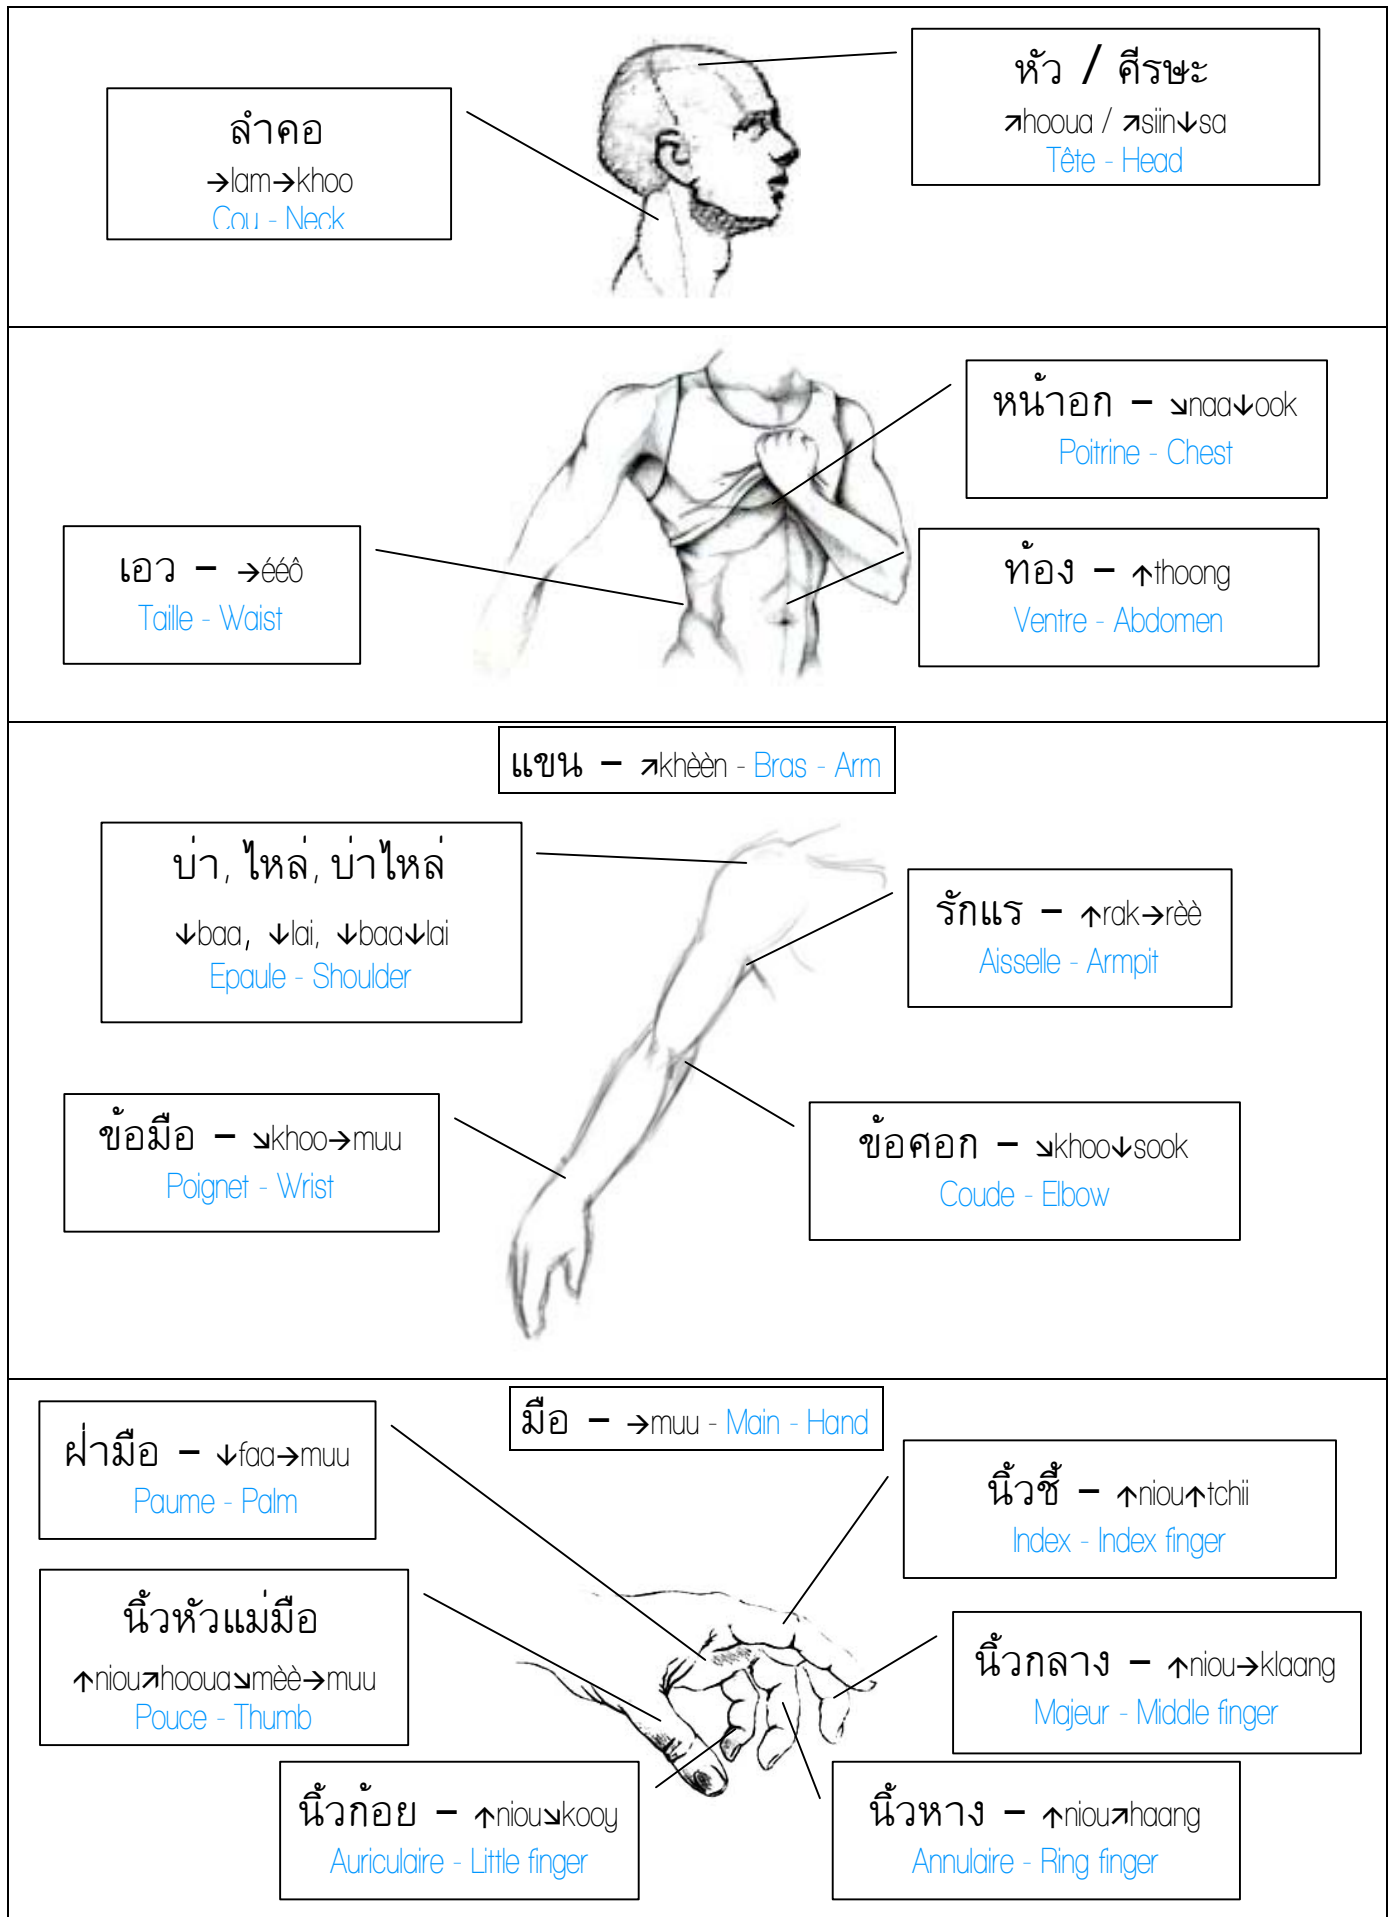 หัว / ศีรษะ
↗hooua / ↗siin↓sa
Tête - Head
ลำคอ
→lam→khoo
Cou - Neck
หน้าอก – ↘naa↓ook
Poitrine - Chest
เอว – →ééô
Taille - Waist
ท้อง – ↑thoong
Ventre - Abdomen
แขน – ↗khèèn - Bras - Arm
บ่า, ไหล่, บ่าไหล่
↓baa, ↓lai, ↓baa↓lai
Epaule - Shoulder
รักแร – ↑rak→rèè
Aisselle - Armpit
ข้อมือ – ↘khoo→muu
Poignet - Wrist
ข้อศอก – ↘khoo↓sook
Coude - Elbow
มือ – →muu - Main - Hand
ฝ่ามือ – ↓faa→muu
Paume - Palm
นิ้วชี้ – ↑niou↑tchii
Index - Index finger
นิ้วหัวแม่มือ
↑niou↗hooua↘mèè→muu
Pouce - Thumb
นิ้วกลาง – ↑niou→klaang
Majeur - Middle finger
นิ้วก้อย – ↑niou↘kooy
Auriculaire - Little finger
นิ้วหาง – ↑niou↗haang
Annulaire - Ring finger